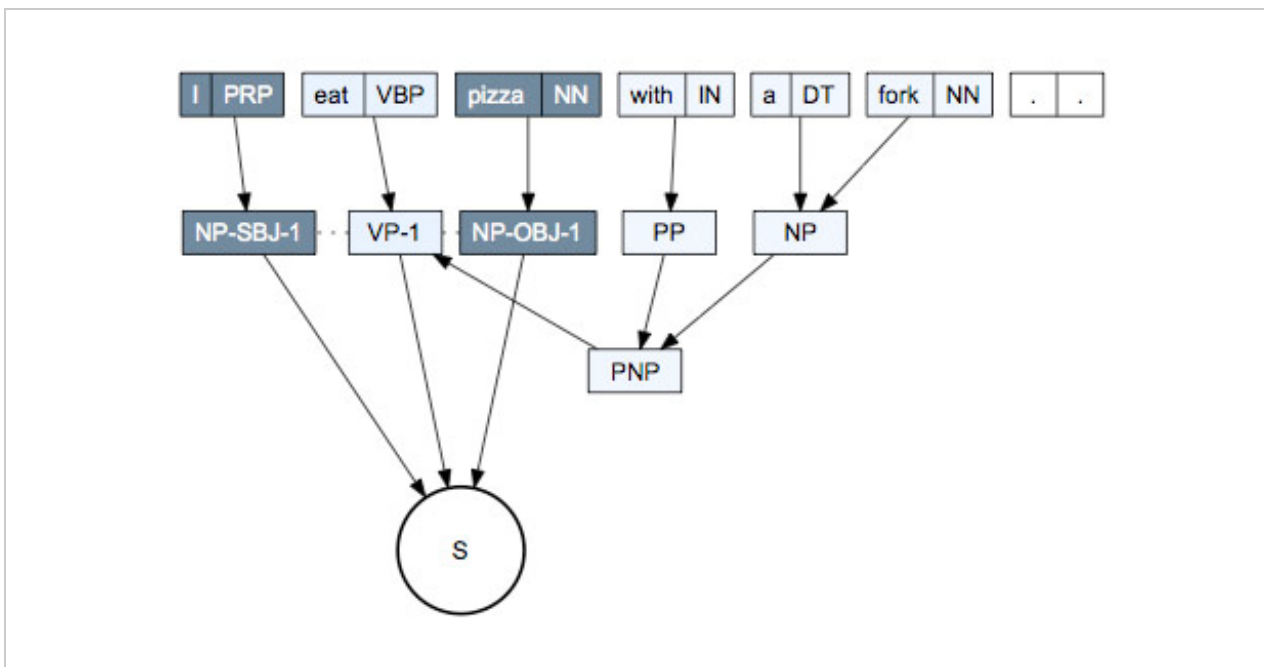 I PRP eat VBP pizza NN with IN a DT fork NN . .
NP-SBJ-1 VP-1 NP-OBJ-1 PP NP
PNP
S